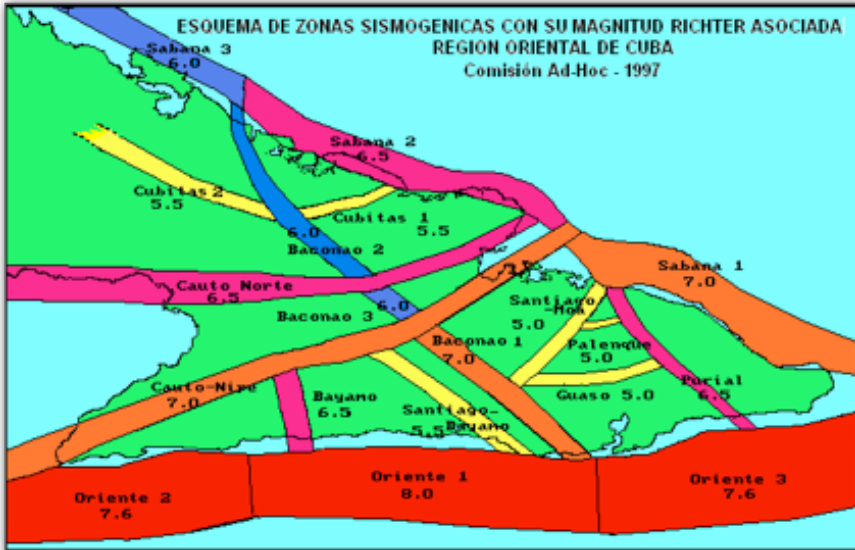 ESQUEMA DE ZONAS SISMOGENICAS CON SU MAGNITUD RICHTER ASOCIADA
REGION ORIENTAL DE CUBA
Comisión Ad-Hoc - 1997
Sabana 3
6.0
Sabana 2
6.5
Cubitas 2
5.5
Cubitas 1
5.5
6.0
Baconao 2
Sabana 1
7.0
Cauto Norte
6.5
Baconao 3
6.0
Santiago
-Moa
5.0
Baconao 1
7.0
Palenque
5.0
Cauto-Nipe
7.0
Bayamo
6.5
Santiago-
Bayamo
5.5
Guaso 5.0
Purial
6.5
Oriente 2
7.6
Oriente 1
8.0
Oriente 3
7.6